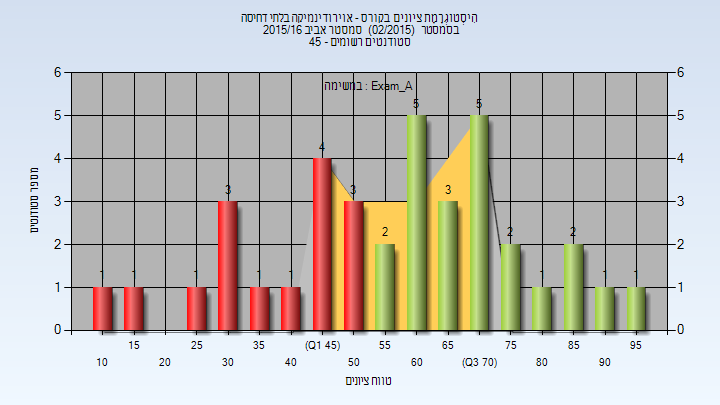 היסטוגרמת ציונים בקורס - אוירודינמיקה בלתי דחיסה
בסמסטר (02/2015) סמסטר אביב 2015/16
סטודנטים רשומים - 45
במשימה : Exam_A
מספר סטודנטים
6 6
5 5
4 4
3 3
2 2
1 1
0 0
1 1 1 3 1 1 4 3 2 5 3 5 2 1 2 1 1
15 25 35 (Q1 45) 55 65 75 85 95
10 20 30 40 50 60 (Q3 70) 80 90
טווח ציונים